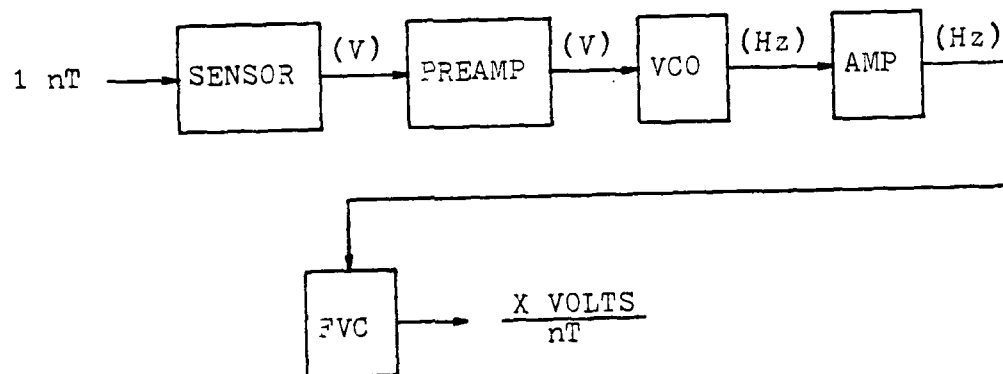 (V) (V) (Hz) (Hz)
1 nT SENSOR PREAMP VCO AMP
FVC X VOLTS
nT